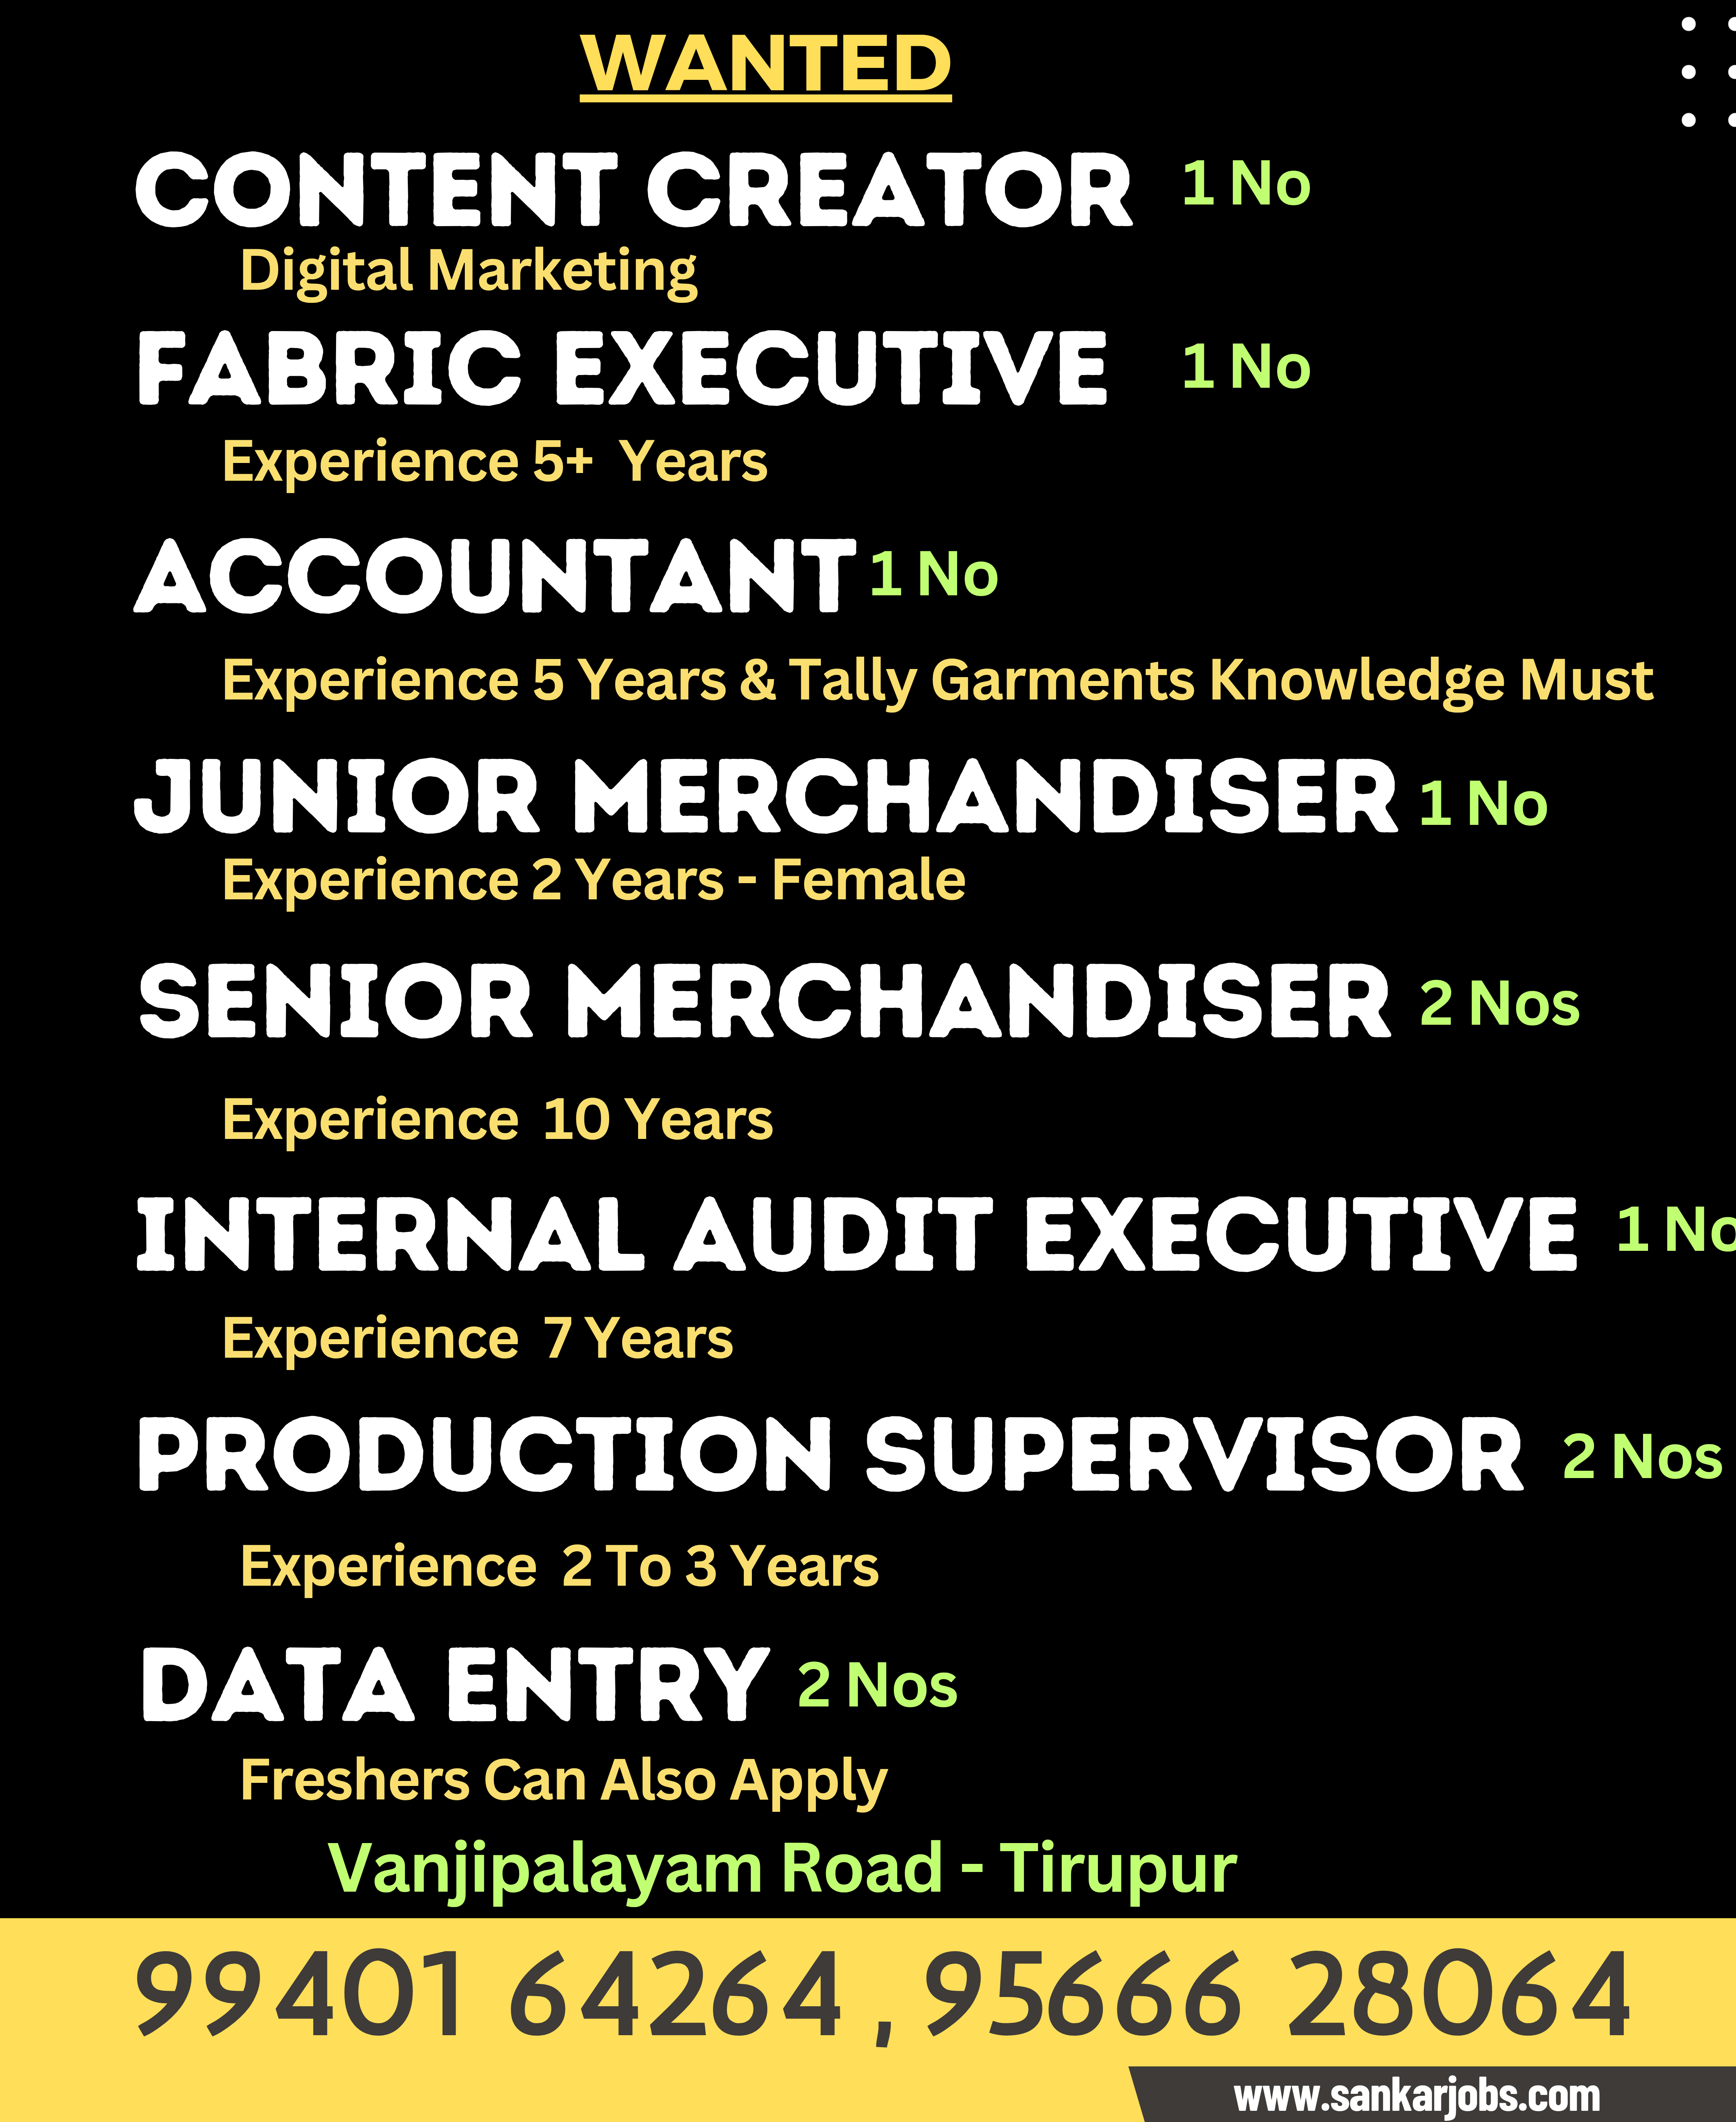 WANTED
CONTENT CREATOR 1 No
Digital Marketing
FABRIC EXECUTIVE 1 No
Experience 5+ Years
ACCOUNTANT 1 No
Experience 5 Years & Tally Garments Knowledge Must
JUNIOR MERCHANDISER 1 No
Experience 2 Years - Female
SENIOR MERCHANDISER 2 Nos
Experience 10 Years
INTERNAL AUDIT EXECUTIVE 1 No
Experience 7 Years
PRODUCTION SUPERVISOR 2 Nos
Experience 2 To 3 Years
DATA ENTRY 2 Nos
Freshers Can Also Apply
Vanjipalayam Road - Tirupur
99401 64264 , 95666 28064
www.sankarjobs.com